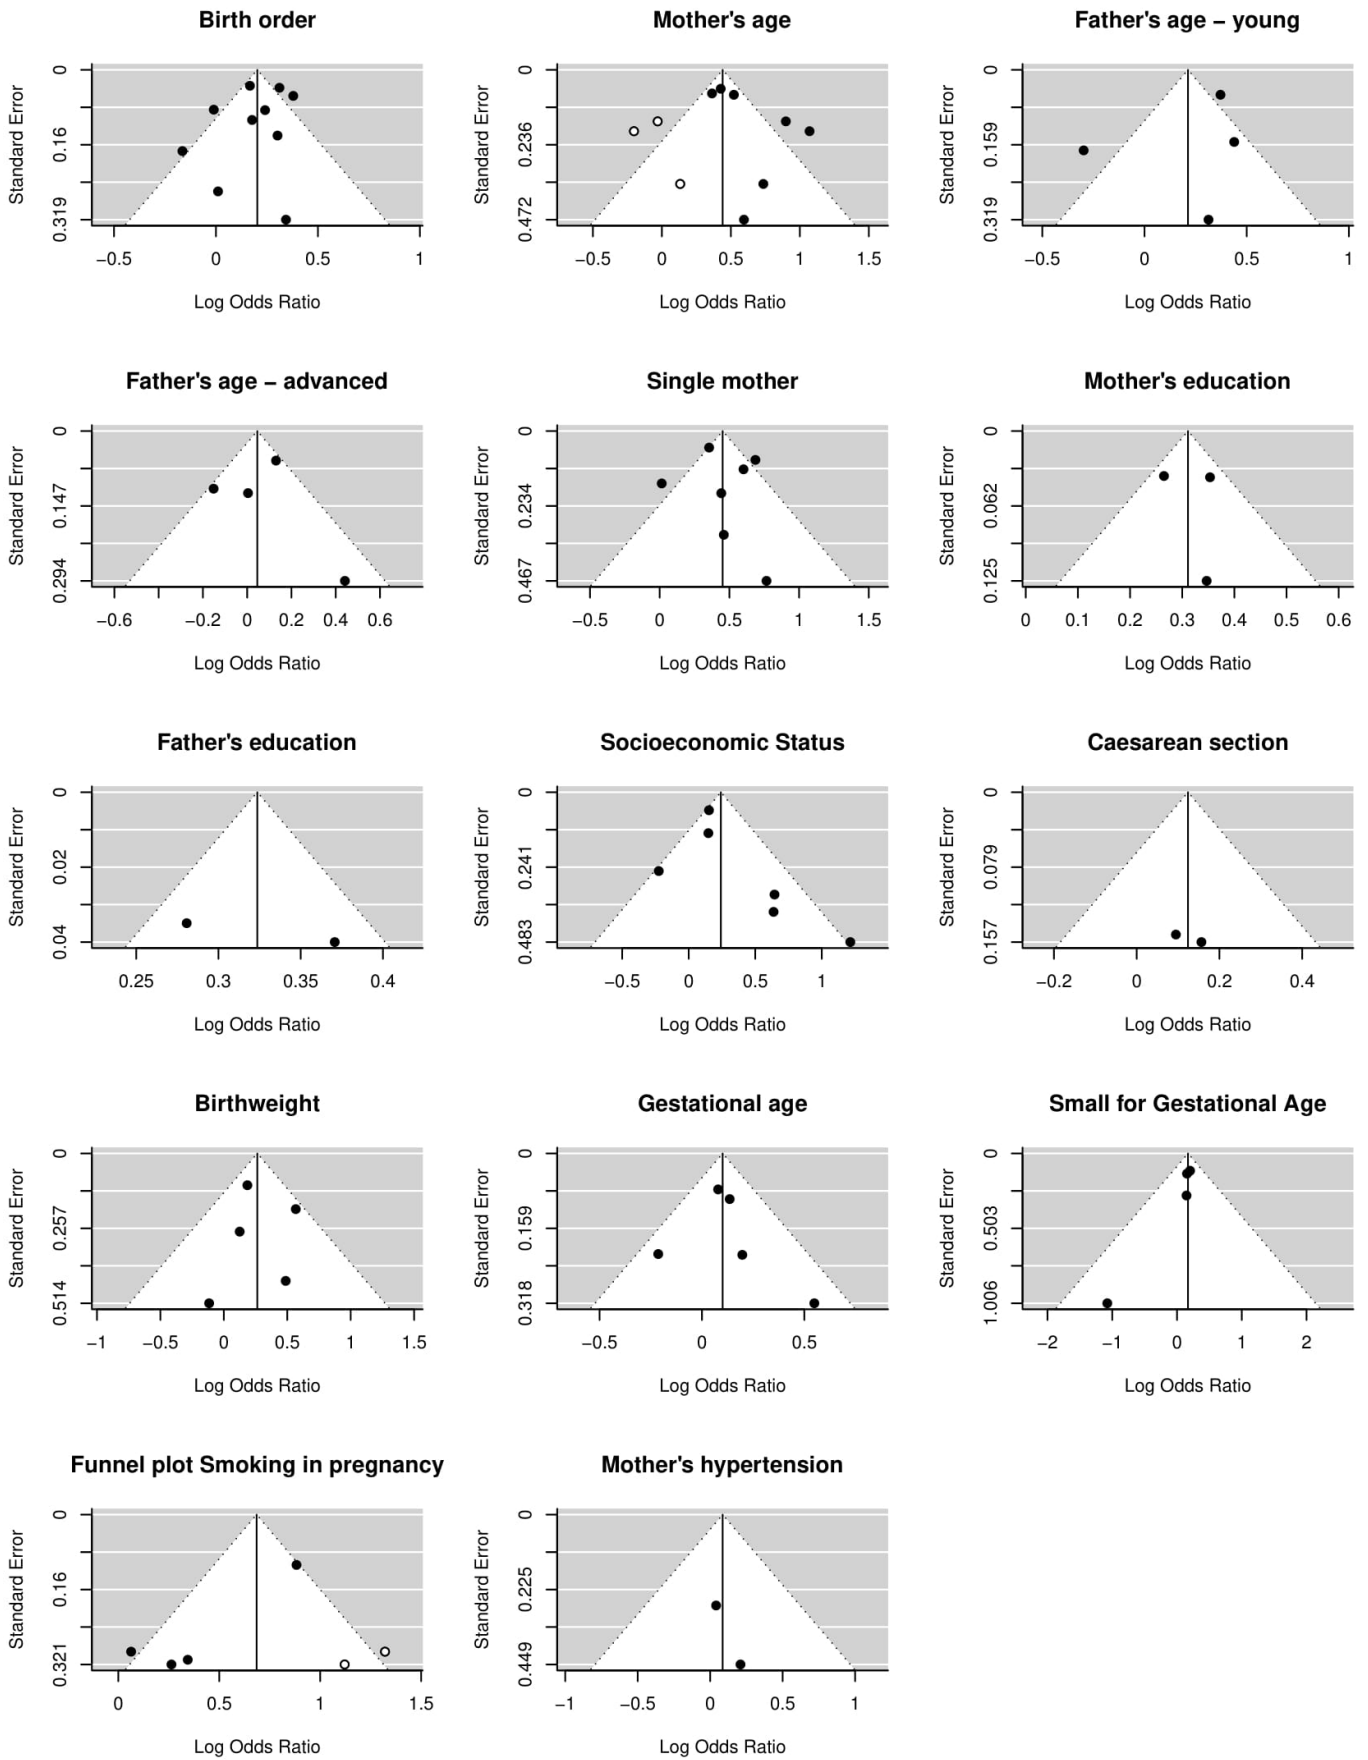 Birth order
Standard Error
0
0.16
0.319
−0.5
0
0.5
1
Log Odds Ratio
Mother's age
Standard Error
0
0.236
0.472
−0.5
0
0.5
1
1.5
Log Odds Ratio
Father's age − young
Standard Error
0
0.159
0.319
−0.5
0
0.5
1
Log Odds Ratio
Father's age − advanced
Standard Error
0
0.147
0.294
−0.6
−0.2
0
0.2
0.4
0.6
Log Odds Ratio
Single mother
Standard Error
0
0.234
0.467
−0.5
0
0.5
1
1.5
Log Odds Ratio
Mother's education
Standard Error
0
0.062
0.125
0
0.1
0.2
0.3
0.4
0.5
0.6
Log Odds Ratio
Father's education
Standard Error
0
0.02
0.04
0.25
0.3
0.35
0.4
Log Odds Ratio
Socioeconomic Status
Standard Error
0
0.241
0.483
−0.5
0
0.5
1
Log Odds Ratio
Caesarean section
Standard Error
0
0.079
0.157
−0.2
0
0.2
0.4
Log Odds Ratio
Birthweight
Standard Error
0
0.257
0.514
−1
−0.5
0
0.5
1
1.5
Log Odds Ratio
Gestational age
Standard Error
0
0.159
0.318
−0.5
0
0.5
Log Odds Ratio
Small for Gestational Age
Standard Error
0
0.503
1.006
−2
−1
0
1
2
Log Odds Ratio
Funnel plot Smoking in pregnancy
Standard Error
0
0.16
0.321
0
0.5
1
1.5
Log Odds Ratio
Mother's hypertension
Standard Error
0
0.225
0.449
−1
−0.5
0
0.5
1
Log Odds Ratio